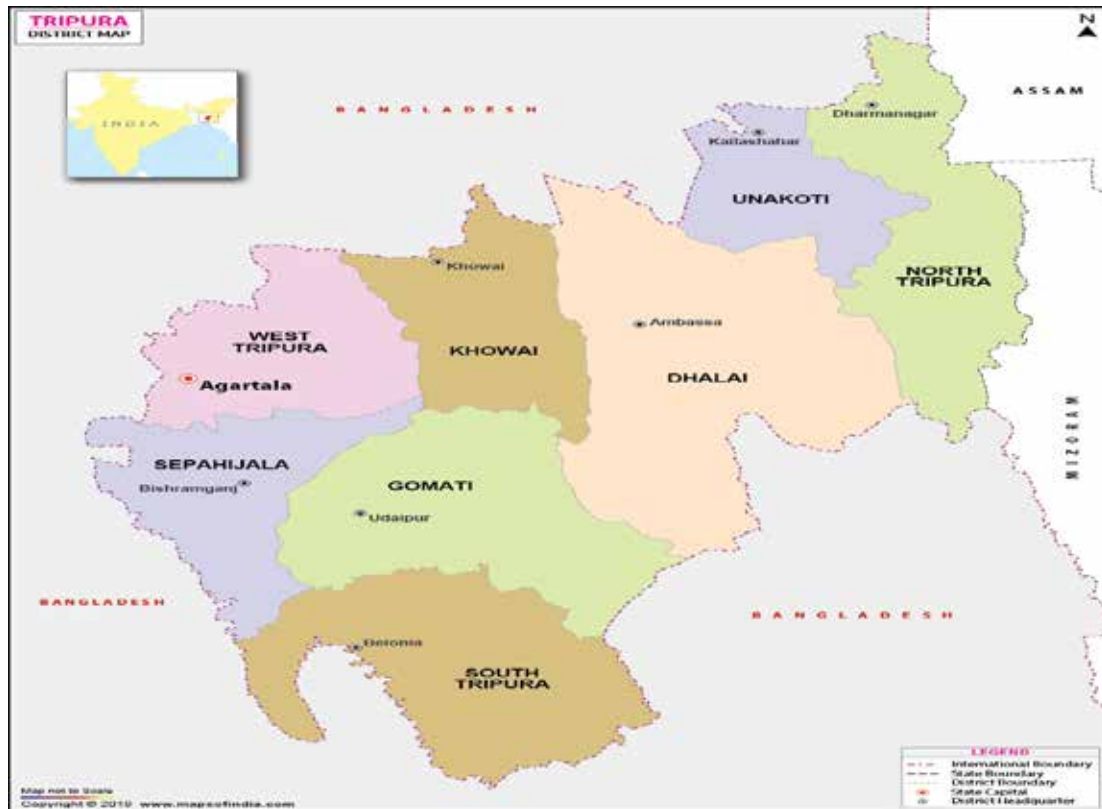 TRIPURA
DISTRICT MAP
N
INDIA
BANGLADESH
ASSAM
Dharmanagar
Kailashahar
UNAKOTI
NORTH
TRIPURA
Khowai
KHOWAI
Ambassa
DHALAI
WEST
TRIPURA
Agartala
SEPAHIJALA
Bishramganj
GOMATI
Udaipur
MIZORAM
BANGLADESH
BANGLADESH
Belonia
SOUTH
TRIPURA
LEGEND
International Boundary
State Boundary
District Boundary
State Capital
District Headquarter
Map not to Scale
Copyright © 2019 www.mapsofindia.com